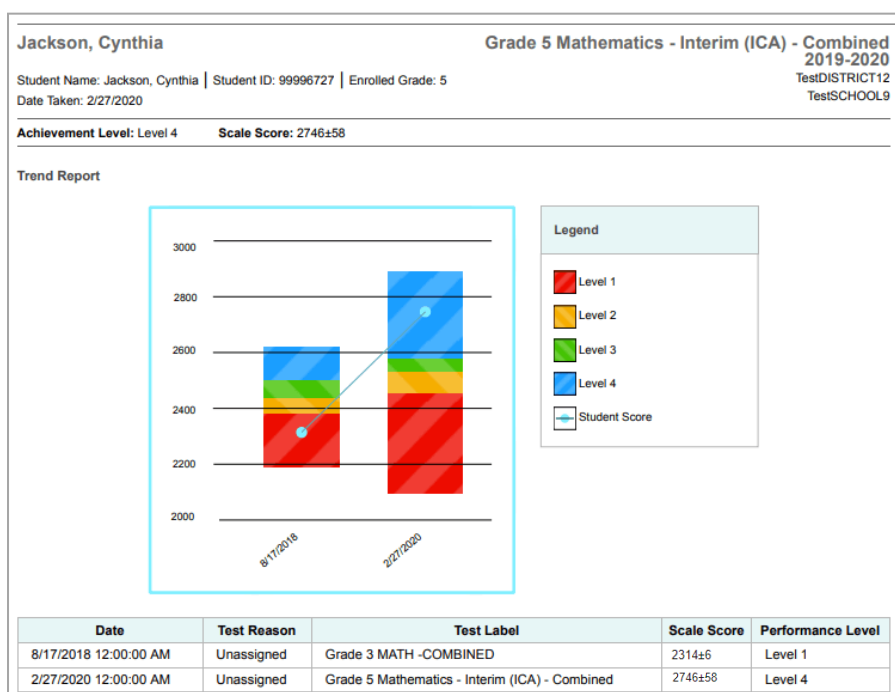 Jackson, Cynthia
Grade 5 Mathematics - Interim (ICA) - Combined
2019-2020
Student Name: Jackson, Cynthia | Student ID: 99996727 | Enrolled Grade: 5
TestDISTRICT12
Date Taken: 2/27/2020
TestSCHOOL9
Achievement Level: Level 4 Scale Score: 2746±58
Trend Report
3000
2800
2600
2400
2200
2000
8/17/2018
2/27/2020
Legend
Level 1
Level 2
Level 3
Level 4
Student Score
Date Test Reason Test Label Scale Score Performance Level
8/17/2018 12:00:00 AM Unassigned Grade 3 MATH -COMBINED 2314±6 Level 1
2/27/2020 12:00:00 AM Unassigned Grade 5 Mathematics - Interim (ICA) - Combined 2746±58 Level 4